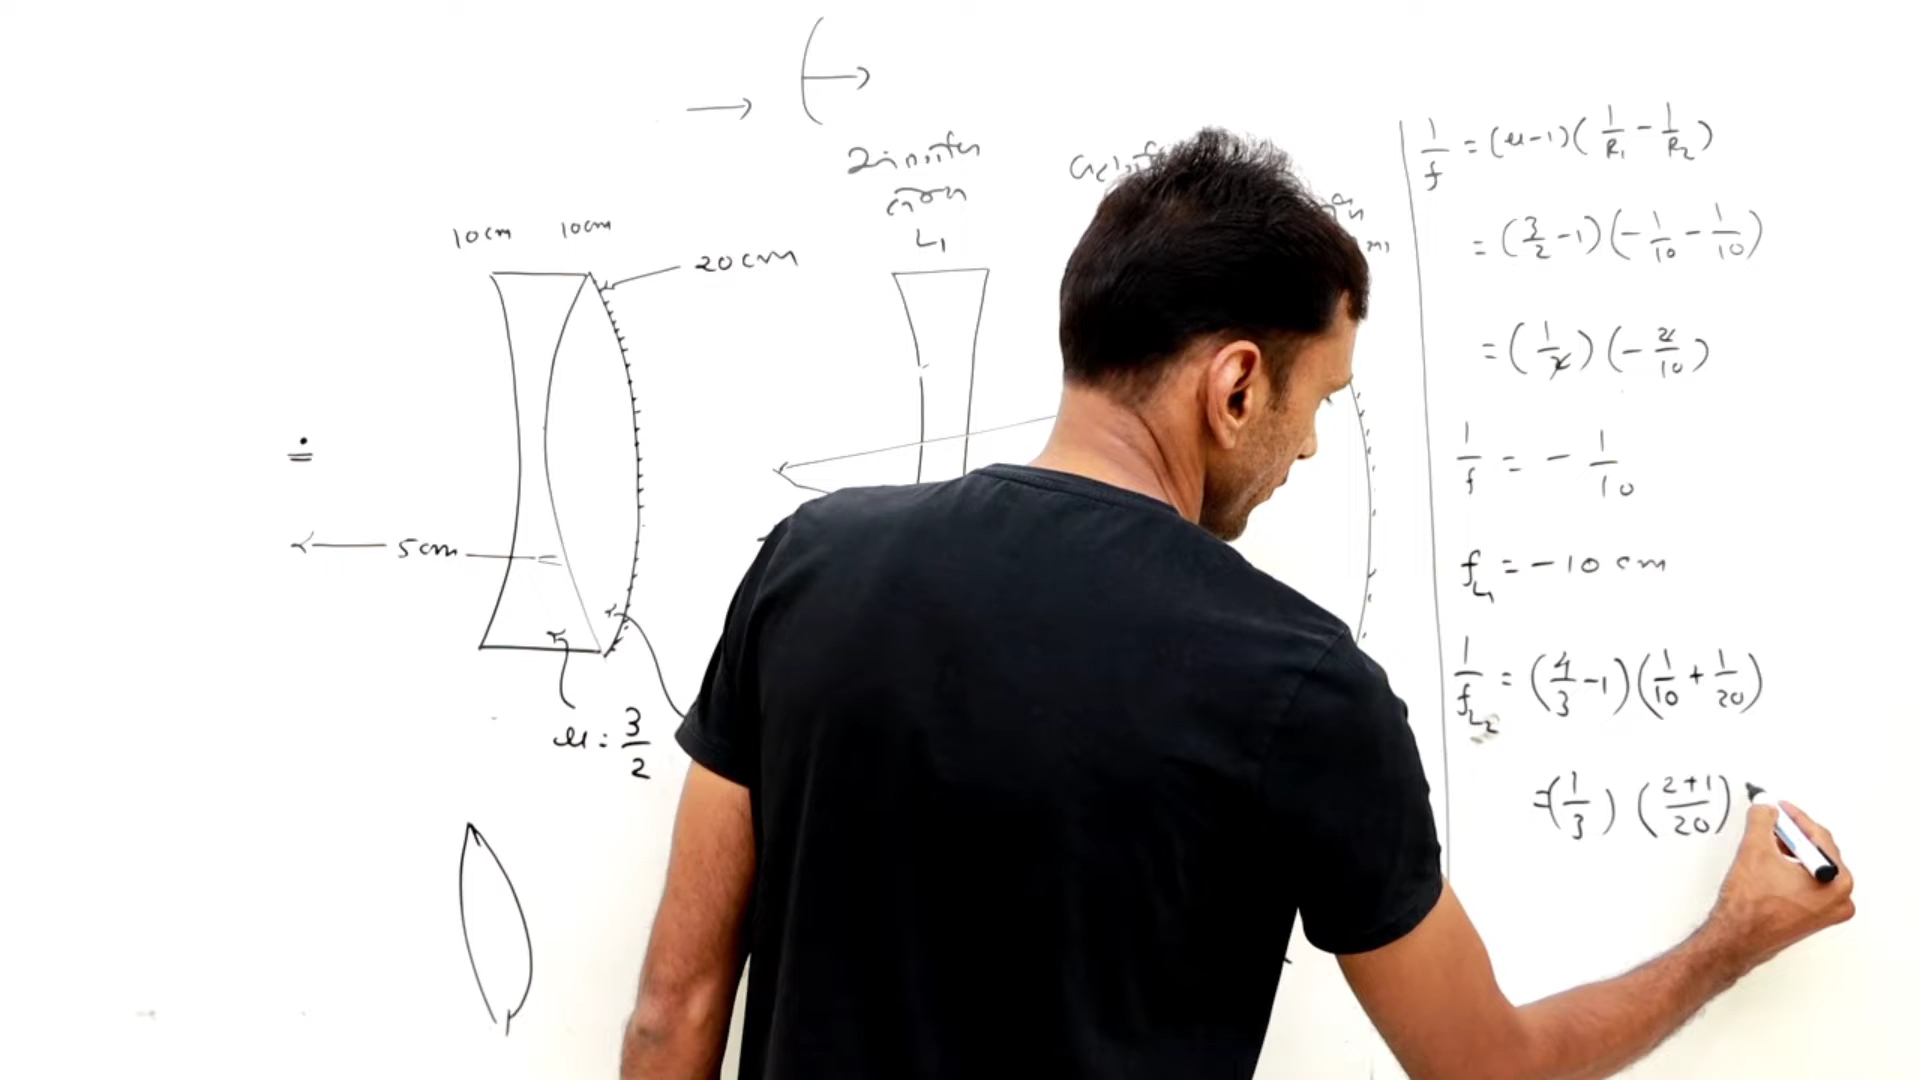 10cm 10cm
20cm
5cm
μ = 3/2
L₁
1/f = (μ-1)(1/R₁ - 1/R₂)
= (3/2 -1)(-1/10 - 1/10)
= (1/2)(-2/10)
1/f = - 1/10
f_L₁ = -10 cm
1/f_L₂ = (4/3 -1)(1/10 + 1/20)
=(1/3) (2+1/20)